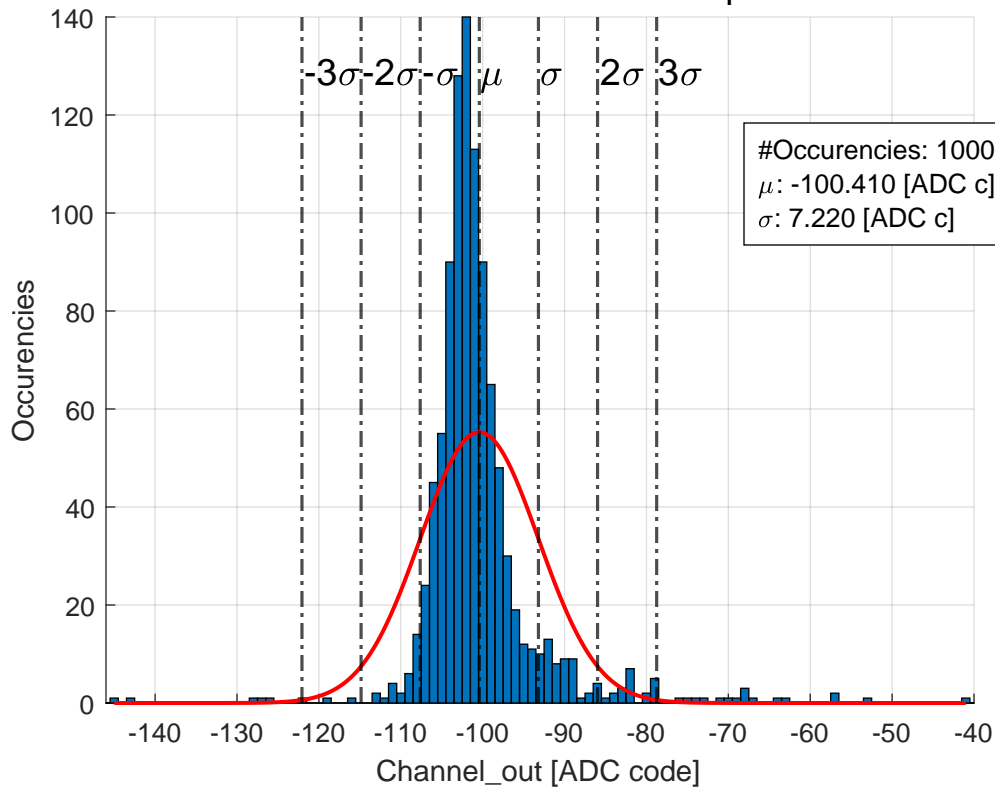 140
120
100
80
60
40
20
0
Occurencies
-3σ -2σ -σ μ σ 2σ 3σ
#Occurencies: 1000
μ: -100.410 [ADC c]
σ: 7.220 [ADC c]
-140 -130 -120 -110 -100 -90 -80 -70 -60 -50 -40
Channel_out [ADC code]